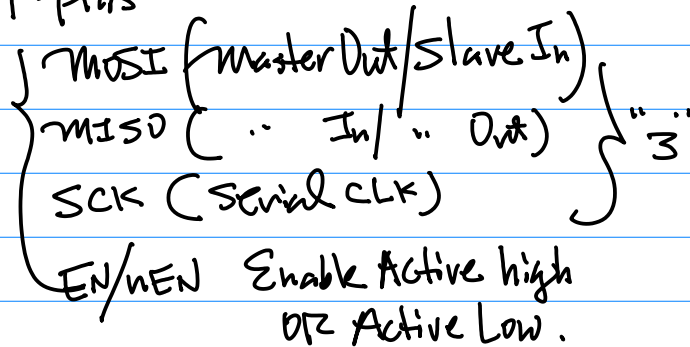 MOSI (Master Out/Slave In)
MISO ( " In/ " Out) "3"
SCK (Serial CLK)
EN/nEN Enable Active high
OR Active Low.